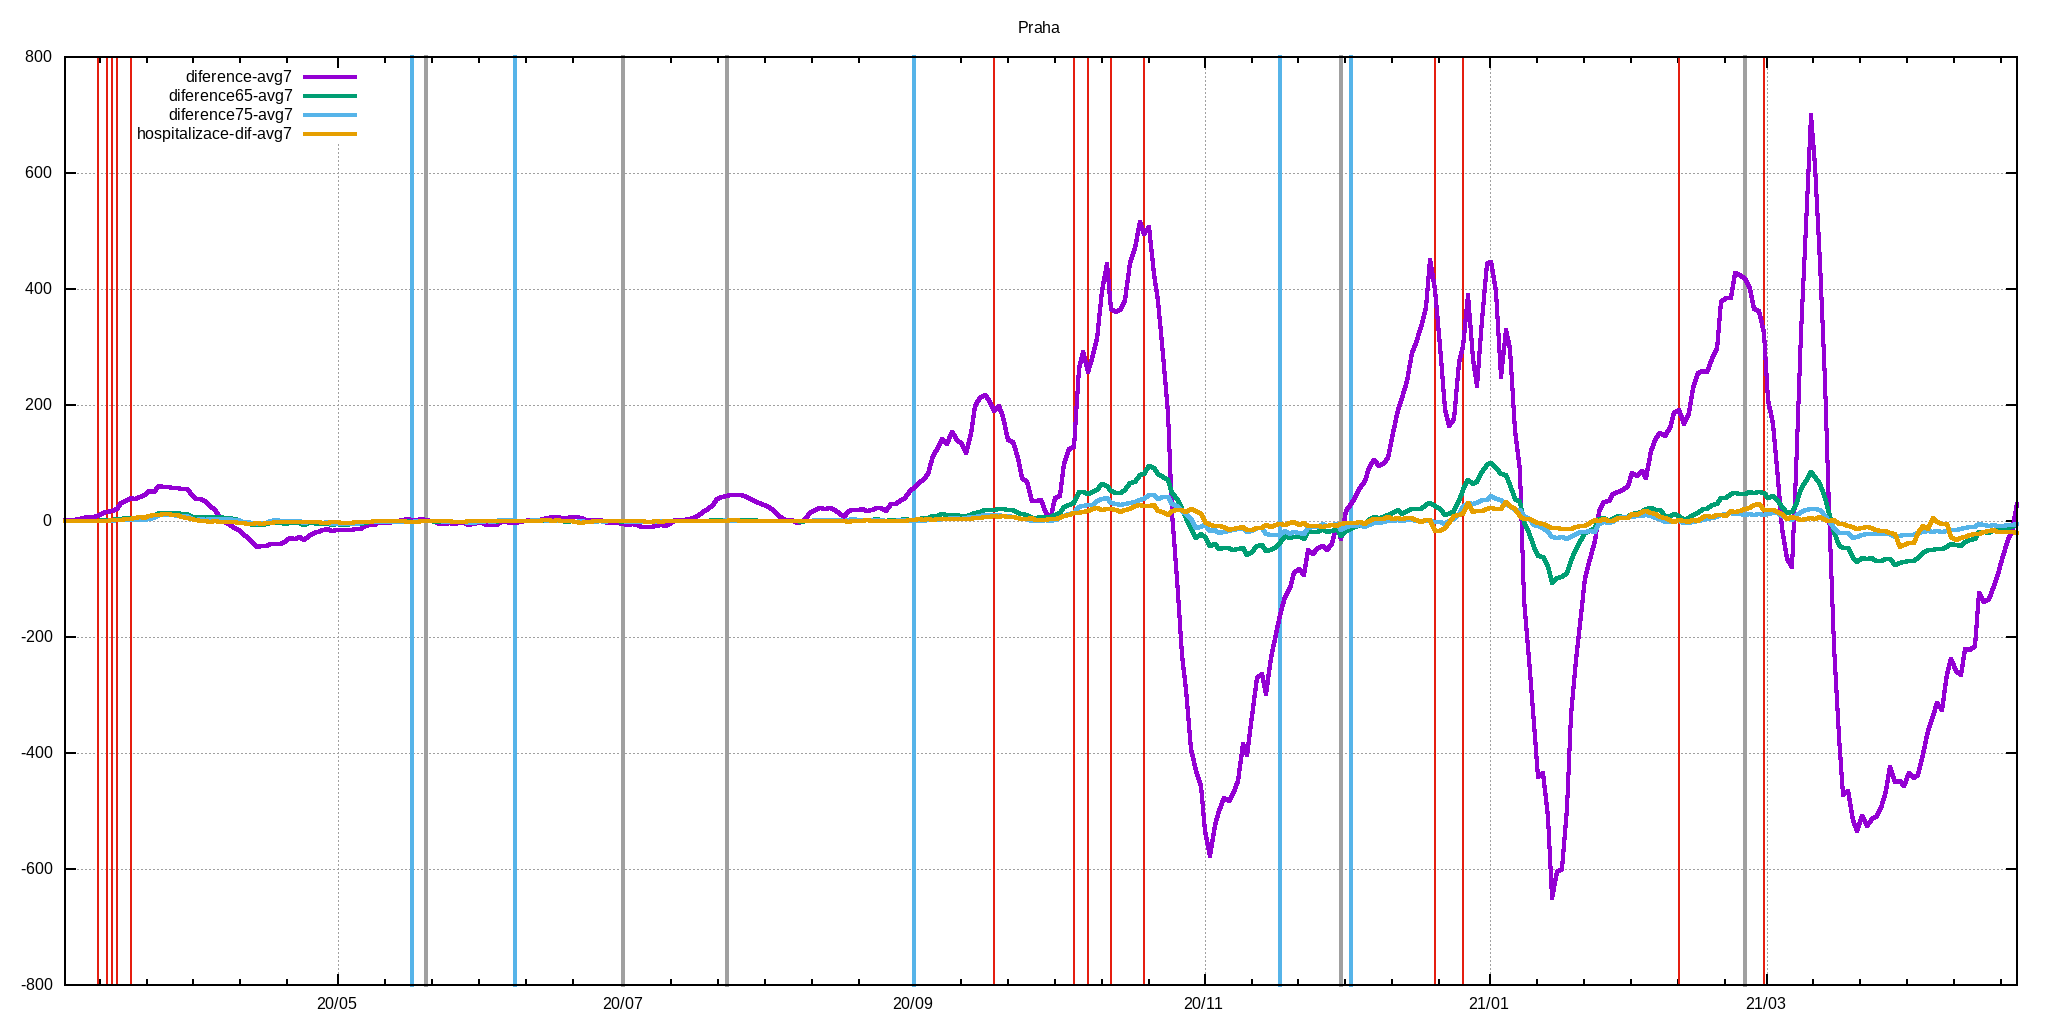 Praha
diference-avg7
diference65-avg7
diference75-avg7
hospitalizace-dif-avg7
800
600
400
200
0
-200
-400
-600
-800
20/05 20/07 20/09 20/11 21/01 21/03